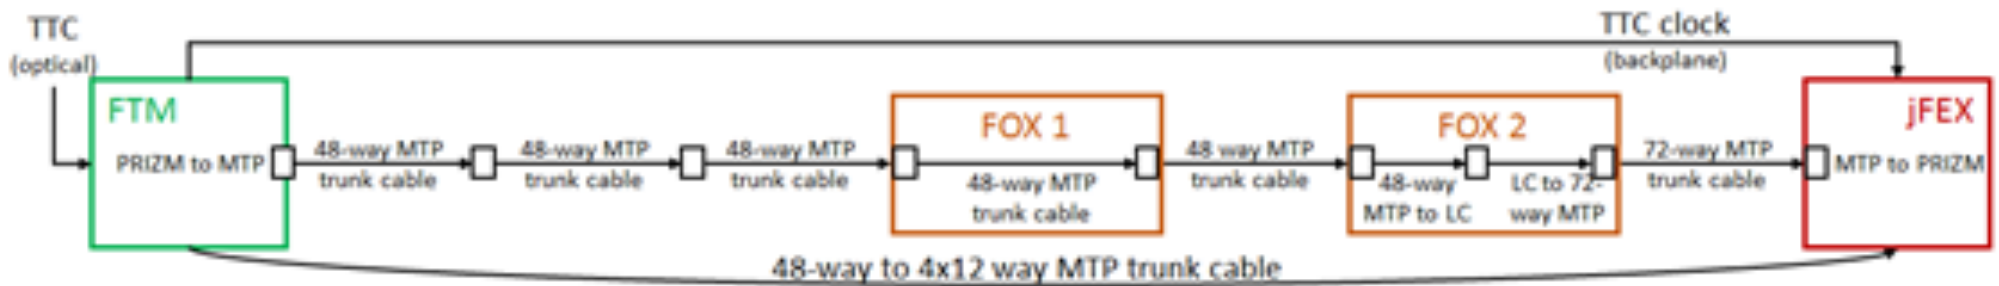 TTC
(optical)
TTC clock
(backplane)
FTM
PRIZM to MTP
48-way MTP
trunk cable
48-way MTP
trunk cable
48-way MTP
trunk cable
FOX 1
48-way MTP
trunk cable
48 way MTP
trunk cable
FOX 2
48-way
MTP to LC
LC to 72-
way MTP
72-way MTP
trunk cable
jFEX
MTP to PRIZM
48-way to 4x12 way MTP trunk cable